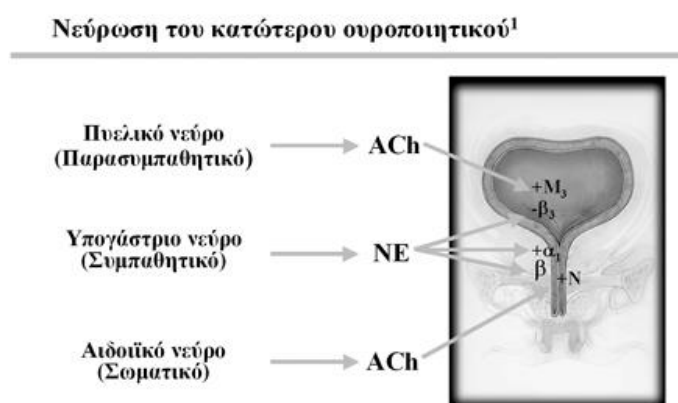 Νεύρωση του κατώτερου ουροποιητικού¹
Πυελικό νεύρο
(Παρασυμπαθητικό)
ACh
+M₃
-β₃
Υπογάστριο νεύρο
(Συμπαθητικό)
NE
+α₁
β
+N
Αιδοιϊκό νεύρο
(Σωματικό)
ACh